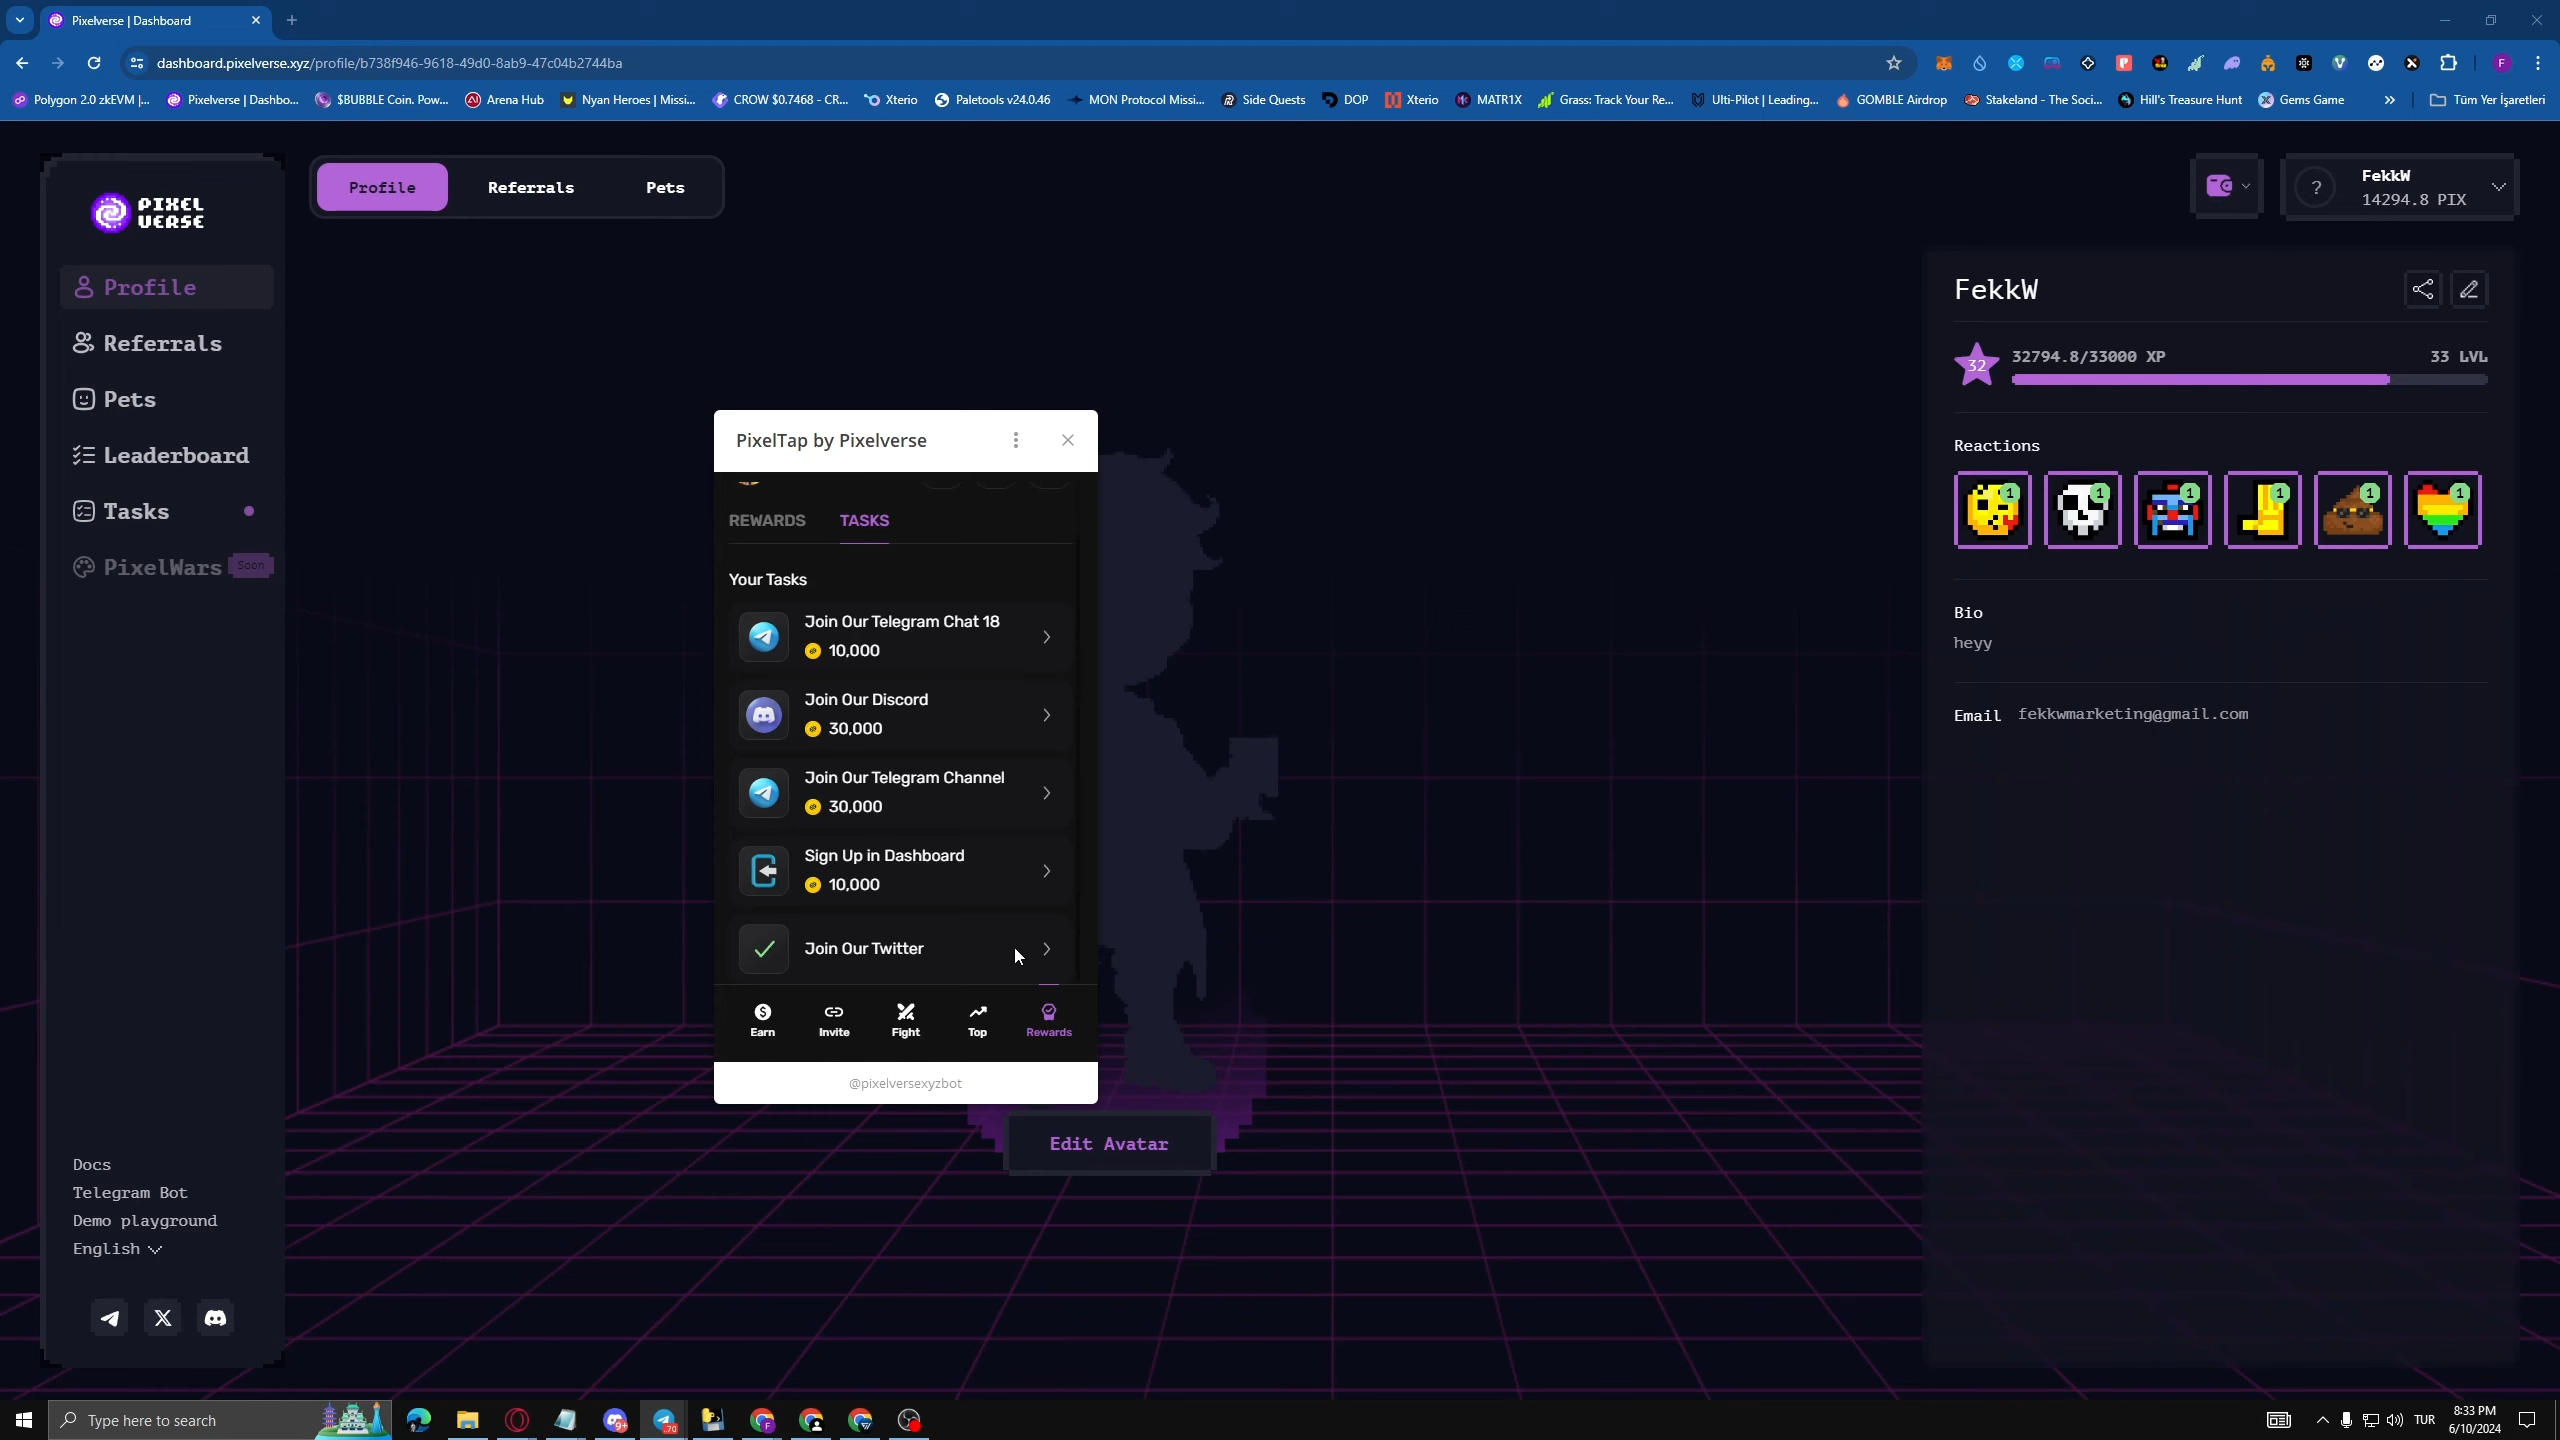 Pixelverse | Dashboard
dashboard.pixelverse.xyz/profile/b738f946-9618-49d0-8ab9-47c04b2744ba
F
Polygon 2.0 zkEVM |...
Pixelverse | Dashbo...
$BUBBLE Coin. Pow...
Arena Hub
Nyan Heroes | Missi...
CROW $0.7468 - CR...
Xterio
Paletools v24.0.46
MON Protocol Missi...
Side Quests
DOP
Xterio
MATR1X
Grass: Track Your Re...
Ulti-Pilot | Leading...
GOMBLE Airdrop
Stakeland - The Soci...
Hill's Treasure Hunt
Gems Game
»
Tüm Yer İşaretleri
PIXEL
VERSE
Profile
Referrals
Pets
Leaderboard
Tasks
PixelWars
Soon
Docs
Telegram Bot
Demo playground
English
Profile
Referrals
Pets
?
FekkW
14294.8 PIX
PixelTap by Pixelverse
REWARDS
TASKS
Your Tasks
Join Our Telegram Chat 18
10,000
Join Our Discord
30,000
Join Our Telegram Channel
30,000
Sign Up in Dashboard
10,000
Join Our Twitter
Earn
Invite
Fight
Top
Rewards
@pixelversexyzbot
Edit Avatar
FekkW
32
32794.8/33000 XP
33 LVL
Reactions
1
1
1
1
1
1
Bio
heyy
Email
fekkwmarketing@gmail.com
Type here to search
9+
70
TUR
8:33 PM
6/10/2024